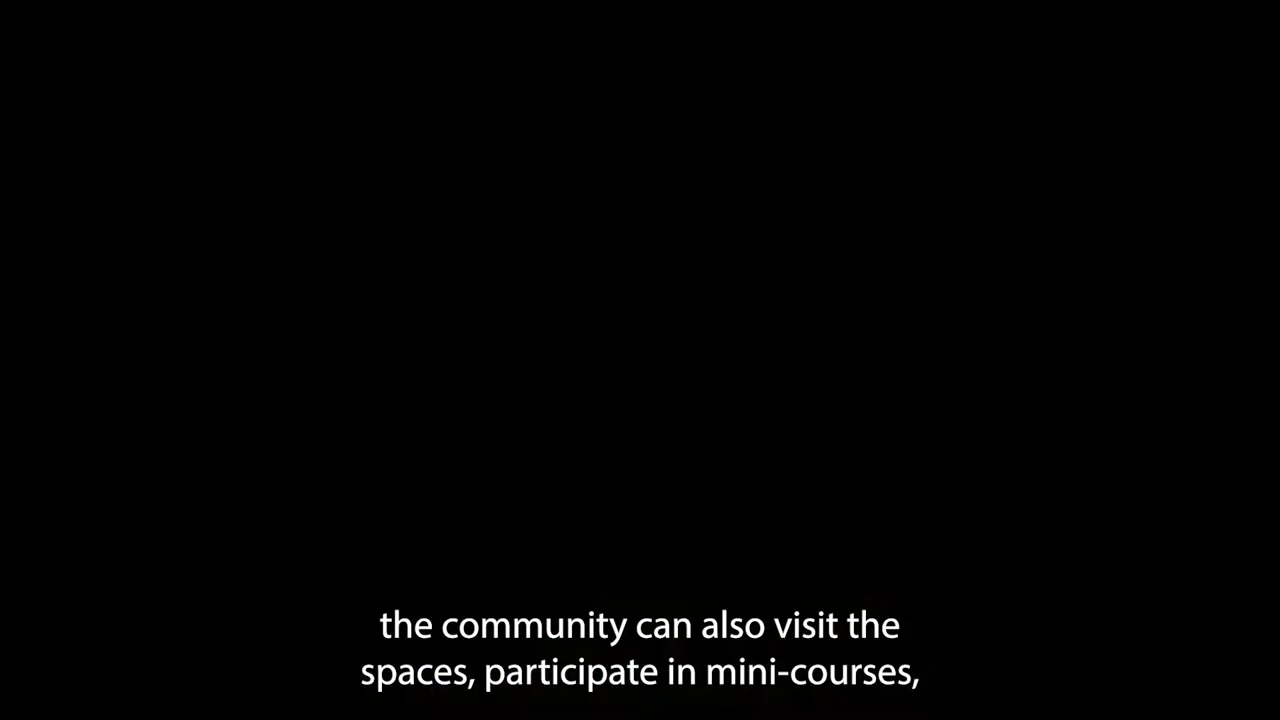 the community can also visit the
spaces, participate in mini-courses,